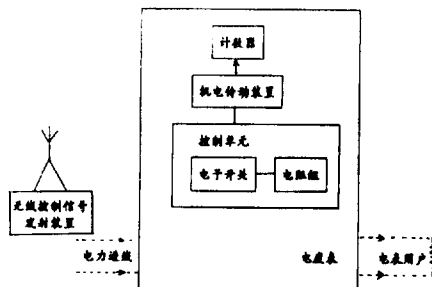 计数器
机电传动装置
控制单元
电子开关
电阻组
无线控制信号
发射装置
电力进线
电度表
电表用户